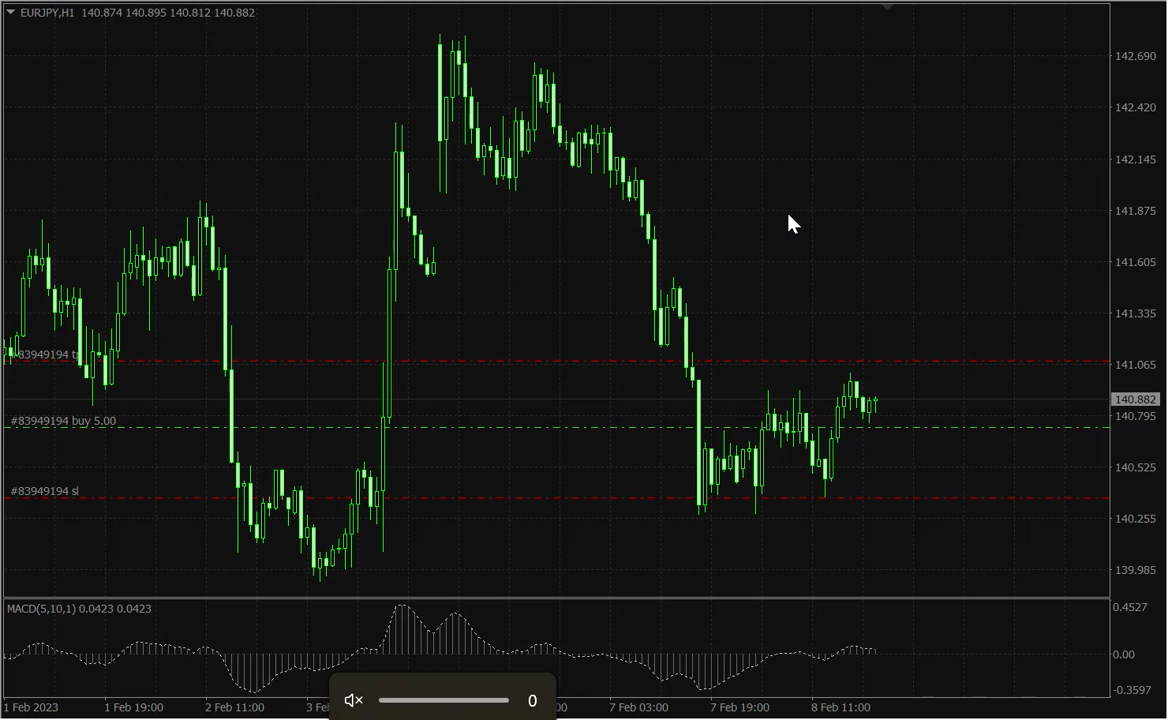 EURJPY,H1 140.874 140.895 140.812 140.882
142.690
142.420
142.145
141.875
141.605
141.335
#83949194 tp
141.065
140.882
140.795
#83949194 buy 5.00
140.525
#83949194 sl
140.255
139.985
MACD(5,10,1) 0.0423 0.0423
0.4527
0.00
-0.3597
0
1 Feb 2023 1 Feb 19:00 2 Feb 11:00 7 Feb 03:00 7 Feb 19:00 8 Feb 11:00